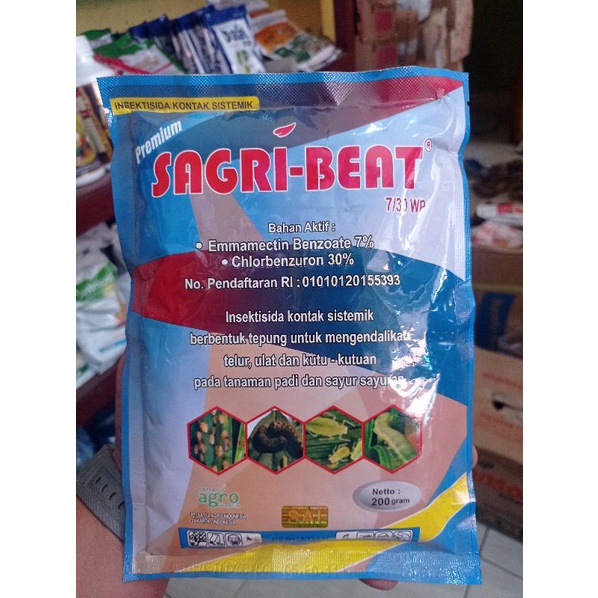 INSEKTISIDA KONTAK SISTEMIK
Premium
SAGRI-BEAT®
7/30 WP
Bahan Aktif :
• Emmamectin Benzoate 7%
• Chlorbenzuron 30%
No. Pendaftaran RI : 01010120155393
Insektisida kontak sistemik
berbentuk tepung untuk mengendalikan
telur, ulat dan kutu - kutuan
pada tanaman padi dan sayur sayuran
agro
Netto :
200 gram
SAI